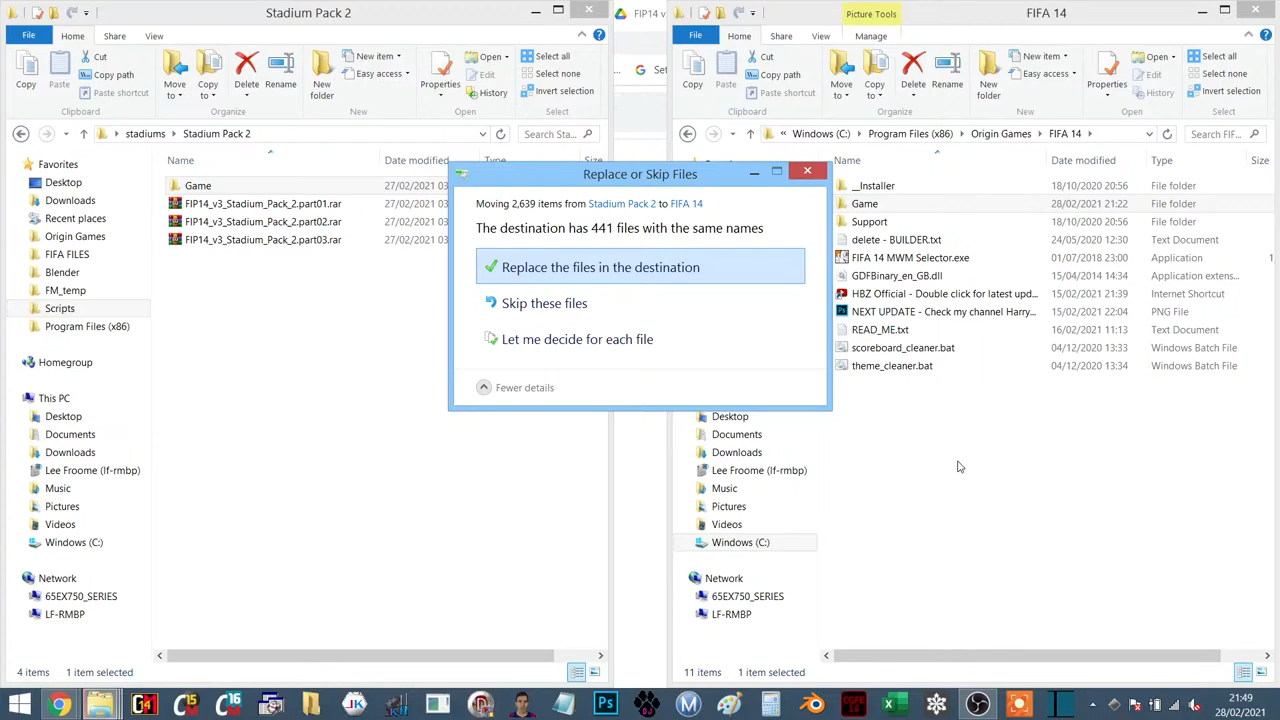 Stadium Pack 2
File
Home
Share
View
Copy
Paste
Cut
Copy path
Paste shortcut
Clipboard
Move to
Copy to
Delete
Rename
Organize
New folder
New item
Easy access
New
Properties
Open
Edit
History
Open
Select all
Select none
Invert selection
Select
stadiums
Stadium Pack 2
Search Sta...
Name
Date modified
Type
Size
Favorites
Desktop
Downloads
Recent places
Origin Games
FIFA FILES
Blender
FM_temp
Scripts
Program Files (x86)
Homegroup
This PC
Desktop
Documents
Downloads
Lee Froome (lf-rmbp)
Music
Pictures
Videos
Windows (C:)
Network
65EX750_SERIES
LF-RMBP
Game
27/02/2021 03
FIP14_v3_Stadium_Pack_2.part01.rar
27/02/2021 03
FIP14_v3_Stadium_Pack_2.part02.rar
27/02/2021 03
FIP14_v3_Stadium_Pack_2.part03.rar
27/02/2021 03
4 items
1 item selected
FIP14 v
Set
Replace or Skip Files
Moving 2,639 items from Stadium Pack 2 to FIFA 14
The destination has 441 files with the same names
Replace the files in the destination
Skip these files
Let me decide for each file
Fewer details
Picture Tools
FIFA 14
File
Home
Share
View
Manage
Copy
Paste
Cut
Copy path
Paste shortcut
Clipboard
Move to
Copy to
Delete
Rename
Organize
New folder
New item
Easy access
New
Properties
Open
Edit
History
Open
Select all
Select none
Invert selection
Select
Windows (C:)
Program Files (x86)
Origin Games
FIFA 14
Search FIF...
Name
Date modified
Type
Size
__Installer
18/10/2020 20:56
File folder
Game
28/02/2021 21:22
File folder
Support
18/10/2020 20:56
File folder
delete - BUILDER.txt
24/05/2020 12:30
Text Document
FIFA 14 MWM Selector.exe
01/07/2018 23:00
Application
1
GDFBinary_en_GB.dll
15/04/2014 14:34
Application extens...
HBZ Official - Double click for latest upd...
15/02/2021 21:39
Internet Shortcut
NEXT UPDATE - Check my channel Harry...
15/02/2021 22:04
PNG File
READ_ME.txt
16/02/2021 11:13
Text Document
scoreboard_cleaner.bat
04/12/2020 13:33
Windows Batch File
theme_cleaner.bat
04/12/2020 13:34
Windows Batch File
Desktop
Documents
Downloads
Lee Froome (lf-rmbp)
Music
Pictures
Videos
Windows (C:)
Network
65EX750_SERIES
LF-RMBP
11 items
1 item selected
21:49
28/02/2021